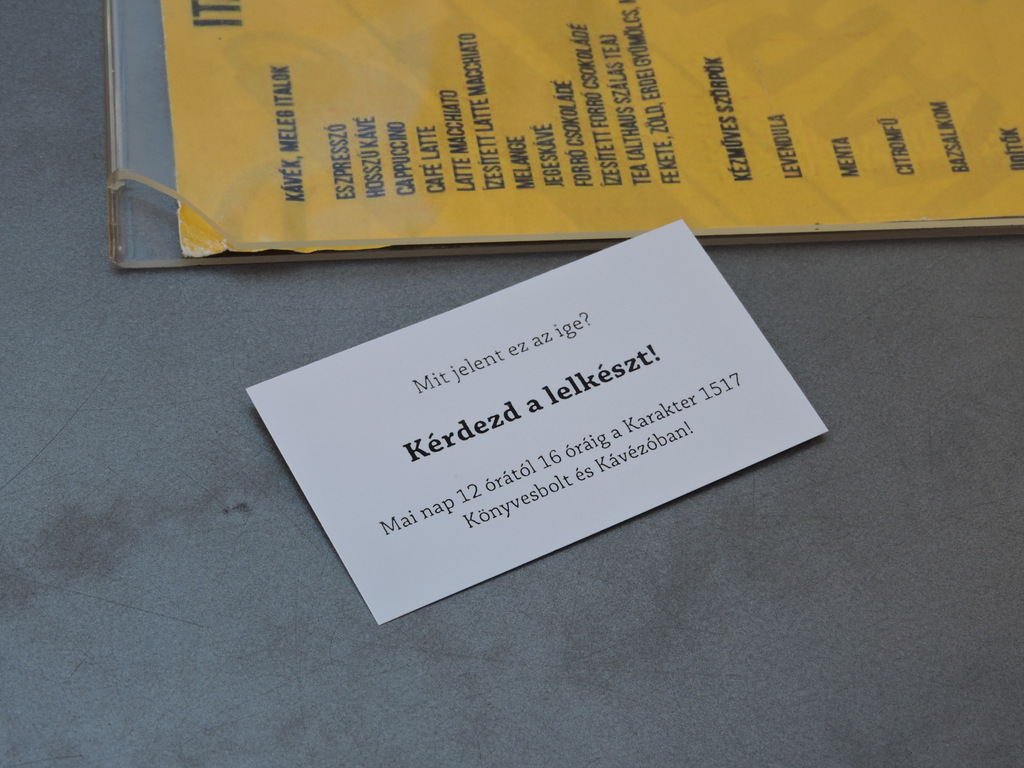 KÁVÉK, MELEG ITALOK
ESZPRESSZÓ
HOSSZÚ KÁVÉ
CAPPUCCINO
CAFÉ LATTE
LATTE MACCHIATO
ÍZESÍTETT LATTE MACCHIATO
MELANGE
JEGESKÁVÉ
FORRÓ CSOKOLÁDÉ
ÍZESÍTETT FORRÓ CSOKOLÁDÉ
TEA (ALTHAUS SZÁLAS TEA)
FEKETE, ZÖLD, ERDEI GYÜMÖLCS,
KÉZMŰVES SZÖRPÖK
LEVENDULA
MENTA
CITROMFŰ
BAZSALIKOM
Mit jelent ez az ige?
Kérdezd a lelkészt!
Mai nap 12 órától 16 óráig a Karakter 1517
Könyvesbolt és Kávézóban!